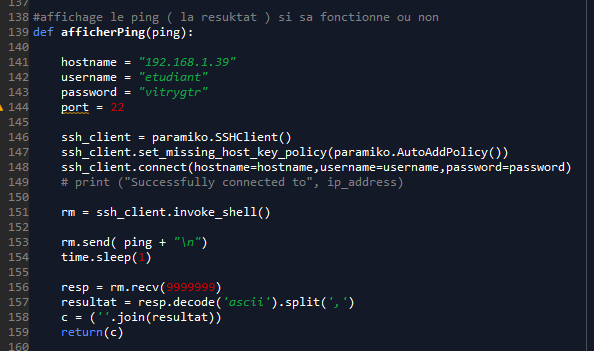 137
138 #affichage le ping ( la resuktat ) si sa fonctionne ou non
139 def afficherPing(ping):
140
141 hostname = "192.168.1.39"
142 username = "etudiant"
143 password = "vitrygtr"
144 port = 22
145
146 ssh_client = paramiko.SSHClient()
147 ssh_client.set_missing_host_key_policy(paramiko.AutoAddPolicy())
148 ssh_client.connect(hostname=hostname,username=username,password=password)
149 # print ("Successfully connected to", ip_address)
150
151 rm = ssh_client.invoke_shell()
152
153 rm.send( ping + "\n")
154 time.sleep(1)
155
156 resp = rm.recv(9999999)
157 resultat = resp.decode('ascii').split(',')
158 c = (''.join(resultat))
159 return(c)
160